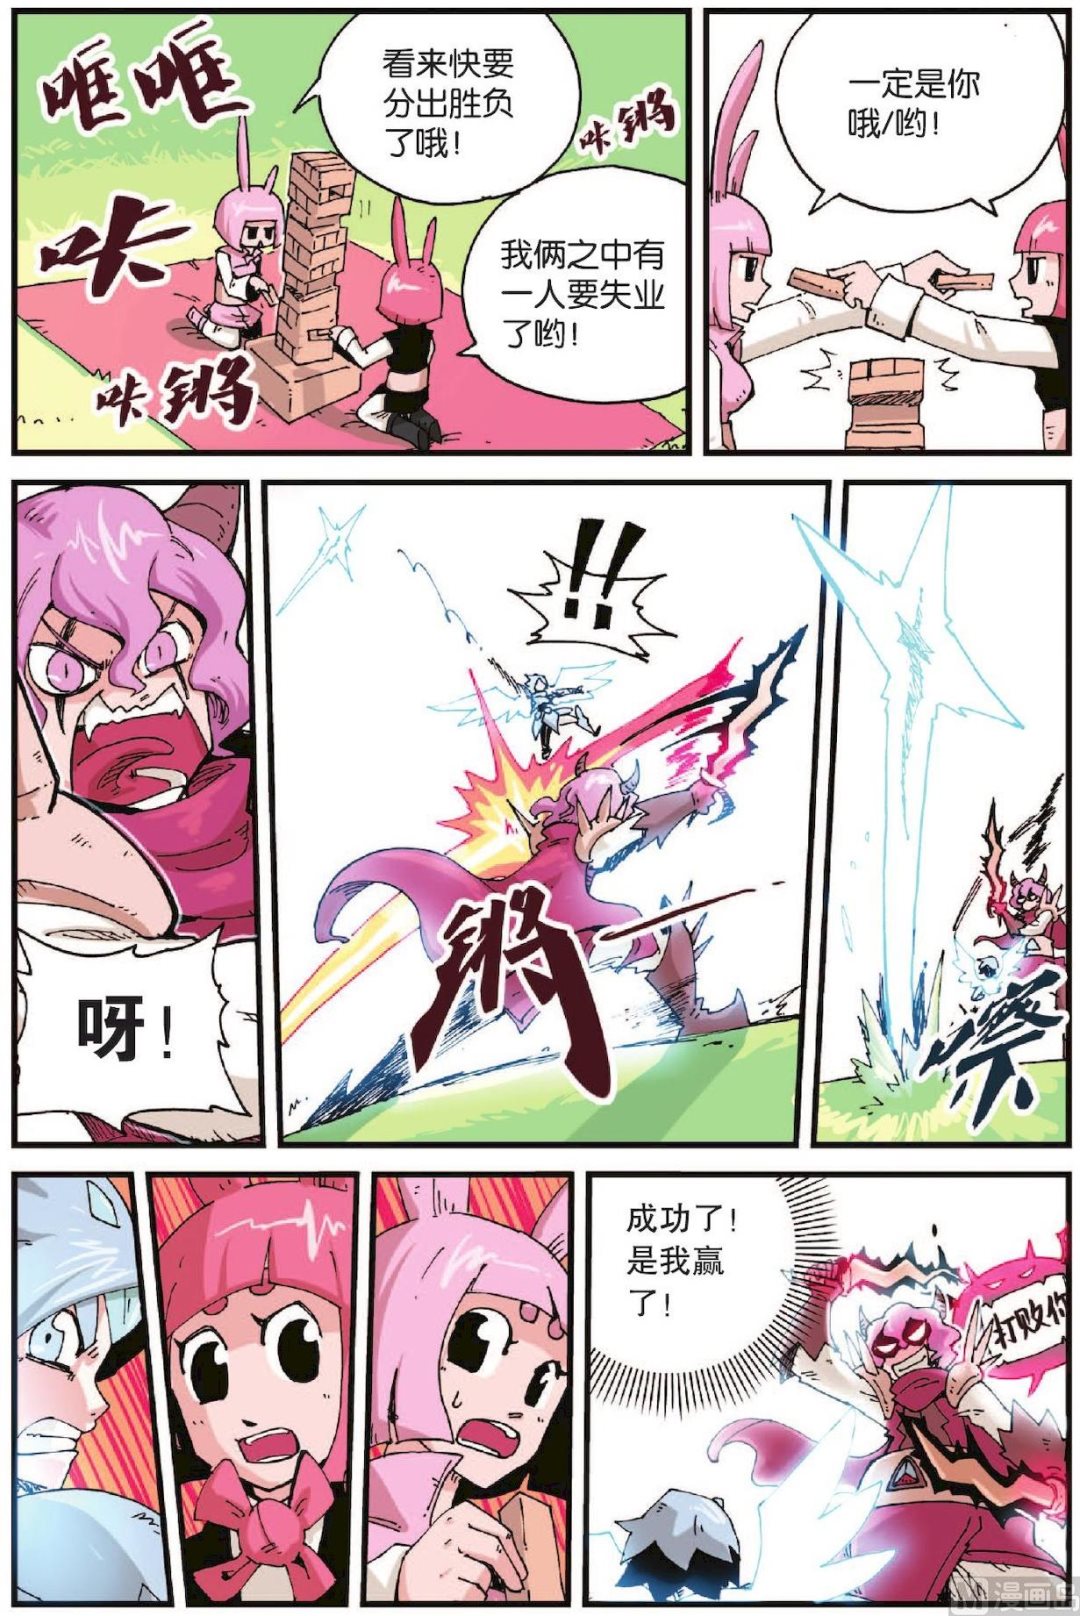 哐哐
看来快要
分出胜负
了哦！
咔锵
咔
我俩之中有
一人要失业
了哟！
咔锵
一定是你
哦/哟！
呀！
!!
锵
嚓
成功了！
是我赢
了！
打败你
漫画岛